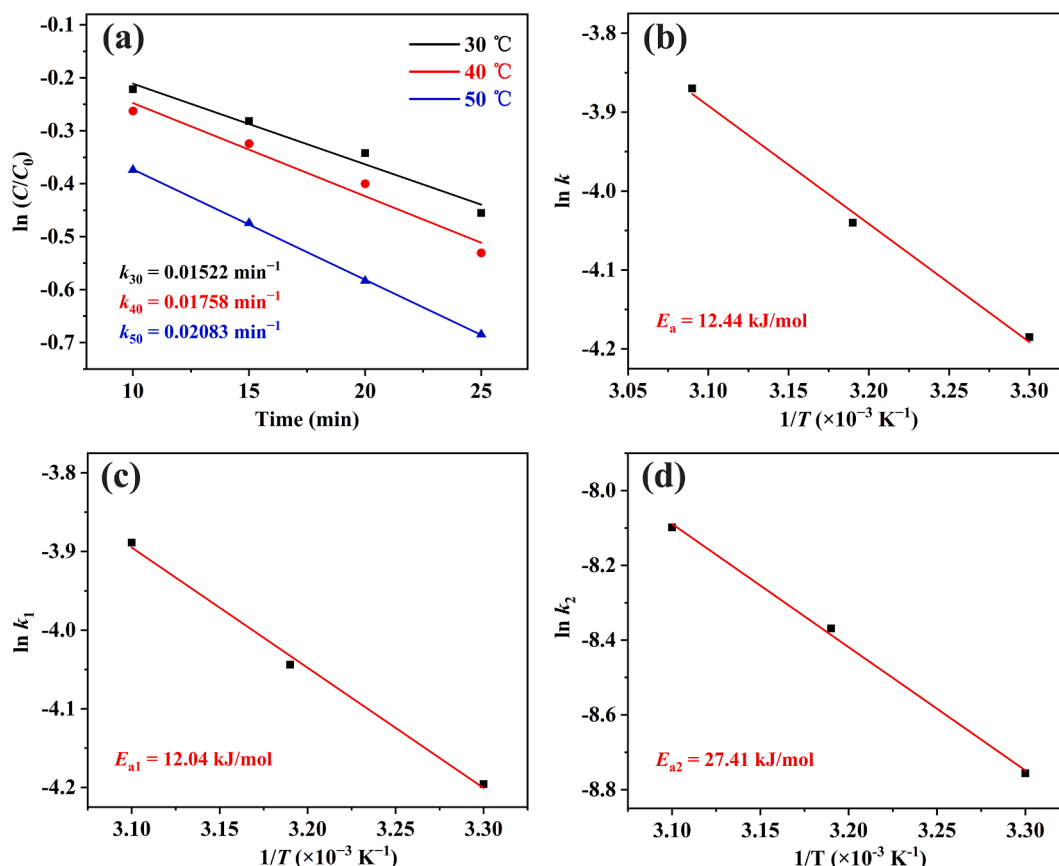 (a)
-0.1
-0.2
-0.3
-0.4
-0.5
-0.6
-0.7
ln (C/C₀)
30 ℃
40 ℃
50 ℃
k₃₀ = 0.01522 min⁻¹
k₄₀ = 0.01758 min⁻¹
k₅₀ = 0.02083 min⁻¹
10 15 20 25
Time (min)
(b)
-3.8
-3.9
-4.0
-4.1
-4.2
ln k
Eₐ = 12.44 kJ/mol
3.05 3.10 3.15 3.20 3.25 3.30
1/T (×10⁻³ K⁻¹)
(c)
-3.8
-3.9
-4.0
-4.1
-4.2
ln k₁
Eₐ₁ = 12.04 kJ/mol
3.10 3.15 3.20 3.25 3.30
1/T (×10⁻³ K⁻¹)
(d)
-8.0
-8.2
-8.4
-8.6
-8.8
ln k₂
Eₐ₂ = 27.41 kJ/mol
3.10 3.15 3.20 3.25 3.30
1/T (×10⁻³ K⁻¹)